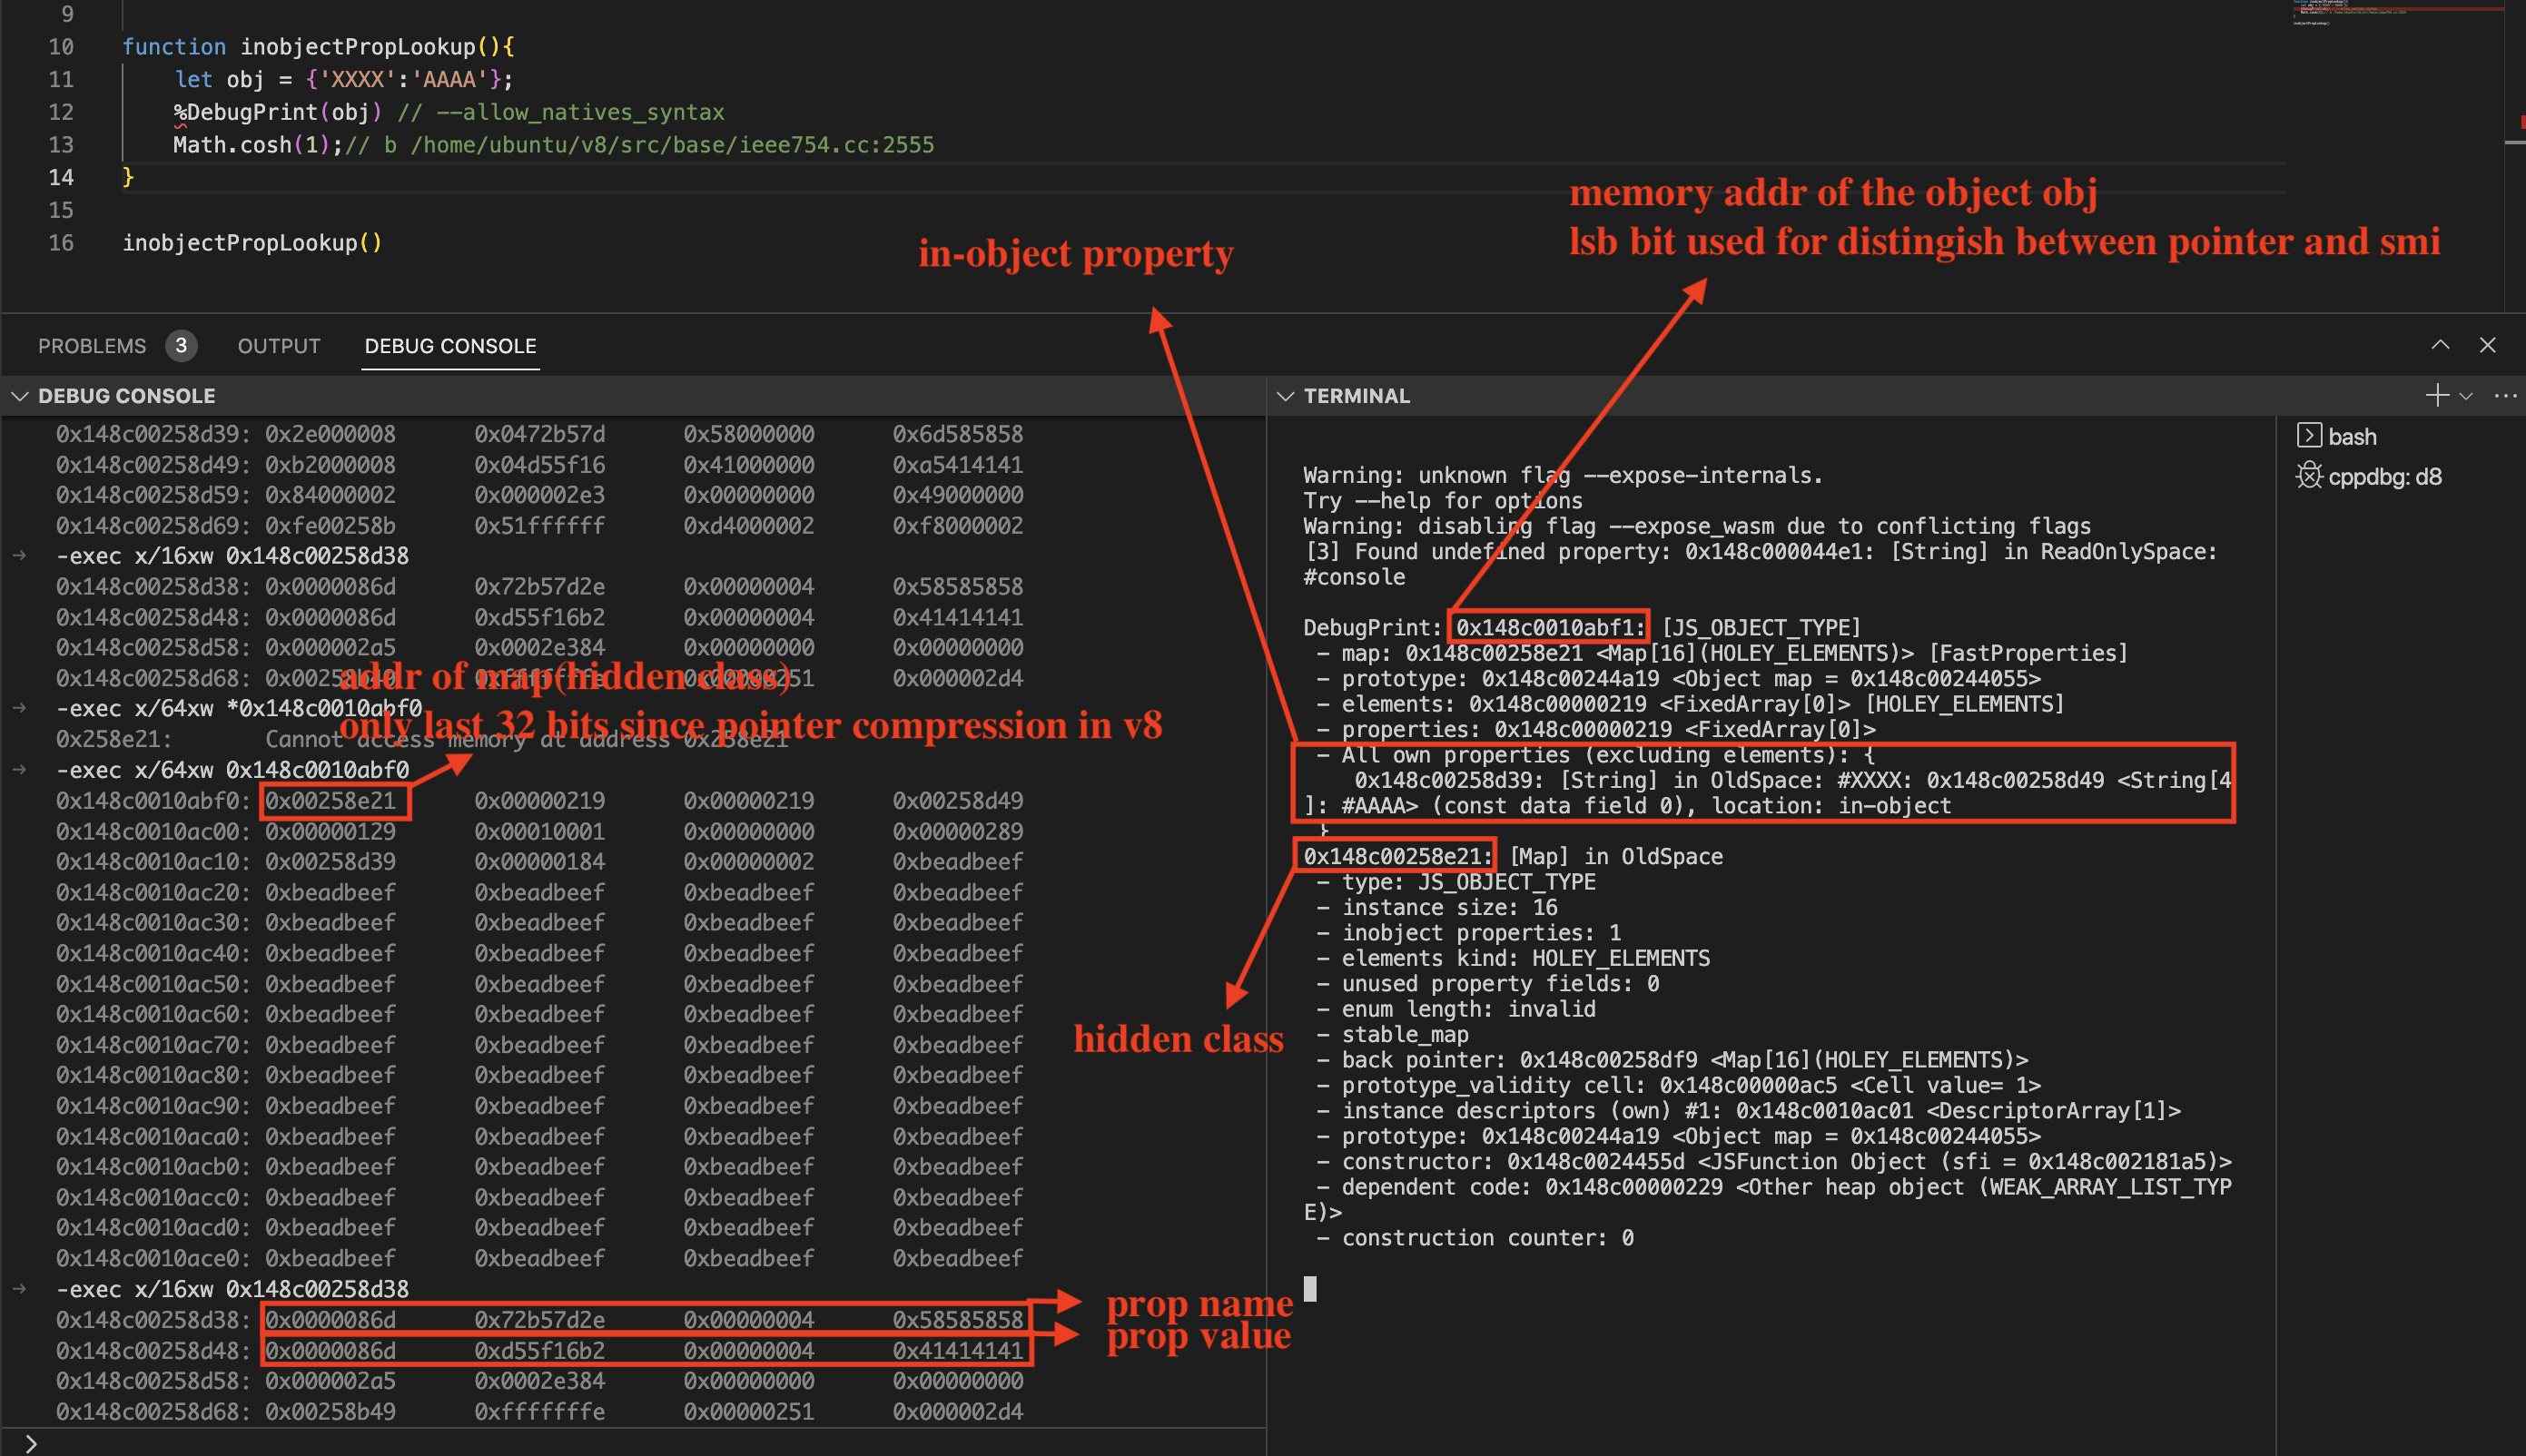 9
10 function inobjectPropLookup(){
11 let obj = {'XXXX':'AAAA'};
12 %DebugPrint(obj) // --allow_natives_syntax
13 Math.cosh(1);// b /home/ubuntu/v8/src/base/ieee754.cc:2555
14 }
15
16 inobjectPropLookup()
memory addr of the object obj
lsb bit used for distingish between pointer and smi
in-object property
PROBLEMS 3 OUTPUT DEBUG CONSOLE
DEBUG CONSOLE
0x148c00258d39: 0x2e000008 0x0472b57d 0x58000000 0x6d585858
0x148c00258d49: 0xb2000008 0x04d55f16 0x41000000 0xa5414141
0x148c00258d59: 0x84000002 0x000002e3 0x00000000 0x49000000
0x148c00258d69: 0xfe00258b 0x51ffffff 0xd4000002 0xf8000002
-exec x/16xw 0x148c00258d38
0x148c00258d38: 0x0000086d 0x72b57d2e 0x00000004 0x58585858
0x148c00258d48: 0x0000086d 0xd55f16b2 0x00000004 0x41414141
0x148c00258d58: 0x000002a5 0x0002e384 0x00000000 0x00000000
0x148c00258d68: 0x000002d4
addr of map(hidden class)
-exec x/64xw *0x148c0010abf0
only last 32 bits since pointer compression in v8
0x258e21: Cannot access memory at address 0x258e21
-exec x/64xw 0x148c0010abf0
0x148c0010abf0: 0x00258e21 0x00000219 0x00000219 0x00258d49
0x148c0010ac00: 0x00000129 0x00010001 0x00000000 0x00000289
0x148c0010ac10: 0x00258d39 0x00000184 0x00000002 0xbeadbeef
0x148c0010ac20: 0xbeadbeef 0xbeadbeef 0xbeadbeef 0xbeadbeef
0x148c0010ac30: 0xbeadbeef 0xbeadbeef 0xbeadbeef 0xbeadbeef
0x148c0010ac40: 0xbeadbeef 0xbeadbeef 0xbeadbeef 0xbeadbeef
0x148c0010ac50: 0xbeadbeef 0xbeadbeef 0xbeadbeef 0xbeadbeef
0x148c0010ac60: 0xbeadbeef 0xbeadbeef 0xbeadbeef 0xbeadbeef
0x148c0010ac70: 0xbeadbeef 0xbeadbeef 0xbeadbeef 0xbeadbeef
0x148c0010ac80: 0xbeadbeef 0xbeadbeef 0xbeadbeef 0xbeadbeef
0x148c0010ac90: 0xbeadbeef 0xbeadbeef 0xbeadbeef 0xbeadbeef
0x148c0010aca0: 0xbeadbeef 0xbeadbeef 0xbeadbeef 0xbeadbeef
0x148c0010acb0: 0xbeadbeef 0xbeadbeef 0xbeadbeef 0xbeadbeef
0x148c0010acc0: 0xbeadbeef 0xbeadbeef 0xbeadbeef 0xbeadbeef
0x148c0010acd0: 0xbeadbeef 0xbeadbeef 0xbeadbeef 0xbeadbeef
0x148c0010ace0: 0xbeadbeef 0xbeadbeef 0xbeadbeef 0xbeadbeef
-exec x/16xw 0x148c00258d38
0x148c00258d38: 0x0000086d 0x72b57d2e 0x00000004 0x58585858
prop name
0x148c00258d48: 0x0000086d 0xd55f16b2 0x00000004 0x41414141
prop value
0x148c00258d58: 0x000002a5 0x0002e384 0x00000000 0x00000000
0x148c00258d68: 0x00258b49 0xfffffffe 0x00000251 0x000002d4
TERMINAL
Warning: unknown flag --expose-internals.
Try --help for options
Warning: disabling flag --expose_wasm due to conflicting flags
[3] Found undefined property: 0x148c000044e1: [String] in ReadOnlySpace:
#console
DebugPrint: 0x148c0010abf1: [JS_OBJECT_TYPE]
- map: 0x148c00258e21 <Map[16](HOLEY_ELEMENTS)> [FastProperties]
- prototype: 0x148c00244a19 <Object map = 0x148c00244055>
- elements: 0x148c00000219 <FixedArray[0]> [HOLEY_ELEMENTS]
- properties: 0x148c00000219 <FixedArray[0]>
- All own properties (excluding elements): {
0x148c00258d39: [String] in OldSpace: #XXXX: 0x148c00258d49 <String[4
]: #AAAA> (const data field 0), location: in-object
}
0x148c00258e21: [Map] in OldSpace
- type: JS_OBJECT_TYPE
- instance size: 16
- inobject properties: 1
- elements kind: HOLEY_ELEMENTS
- unused property fields: 0
- enum length: invalid
- stable_map
- back pointer: 0x148c00258df9 <Map[16](HOLEY_ELEMENTS)>
- prototype_validity cell: 0x148c00000ac5 <Cell value= 1>
- instance descriptors (own) #1: 0x148c0010ac01 <DescriptorArray[1]>
- prototype: 0x148c00244a19 <Object map = 0x148c00244055>
- constructor: 0x148c0024455d <JSFunction Object (sfi = 0x148c002181a5)>
- dependent code: 0x148c00000229 <Other heap object (WEAK_ARRAY_LIST_TYP
E)>
- construction counter: 0
hidden class
bash
cppdbg: d8